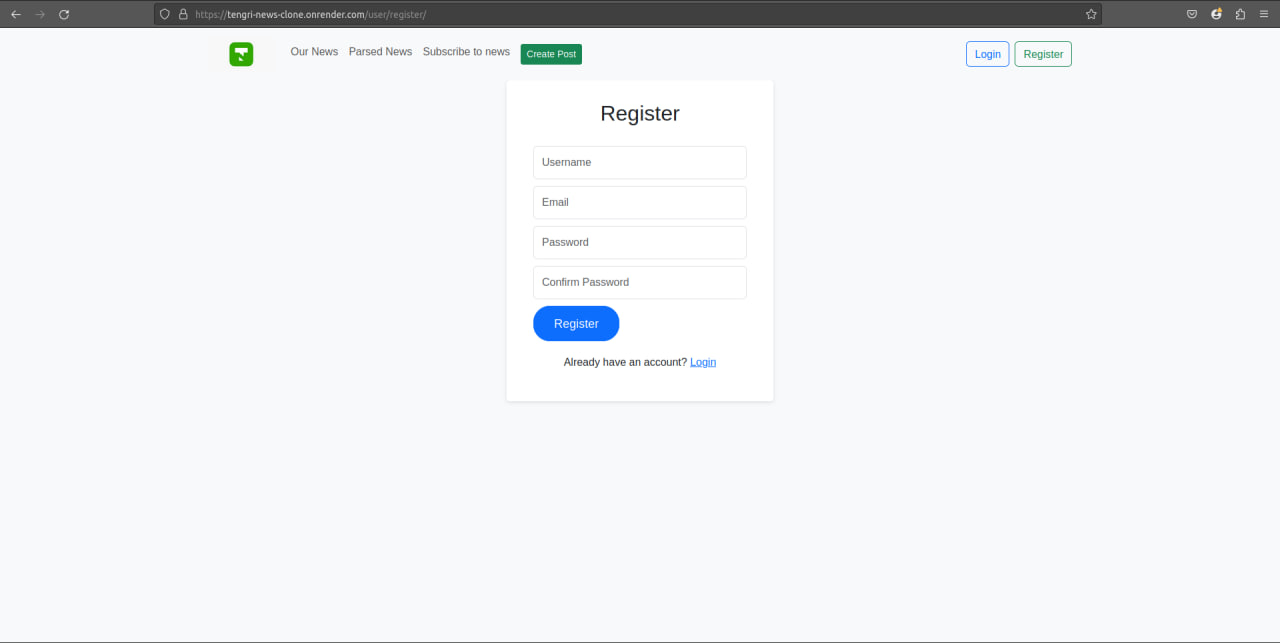 https://tengri-news-clone.onrender.com/user/register/
Our News Parsed News Subscribe to news Create Post Login Register
Register
Username
Email
Password
Confirm Password
Register
Already have an account? Login